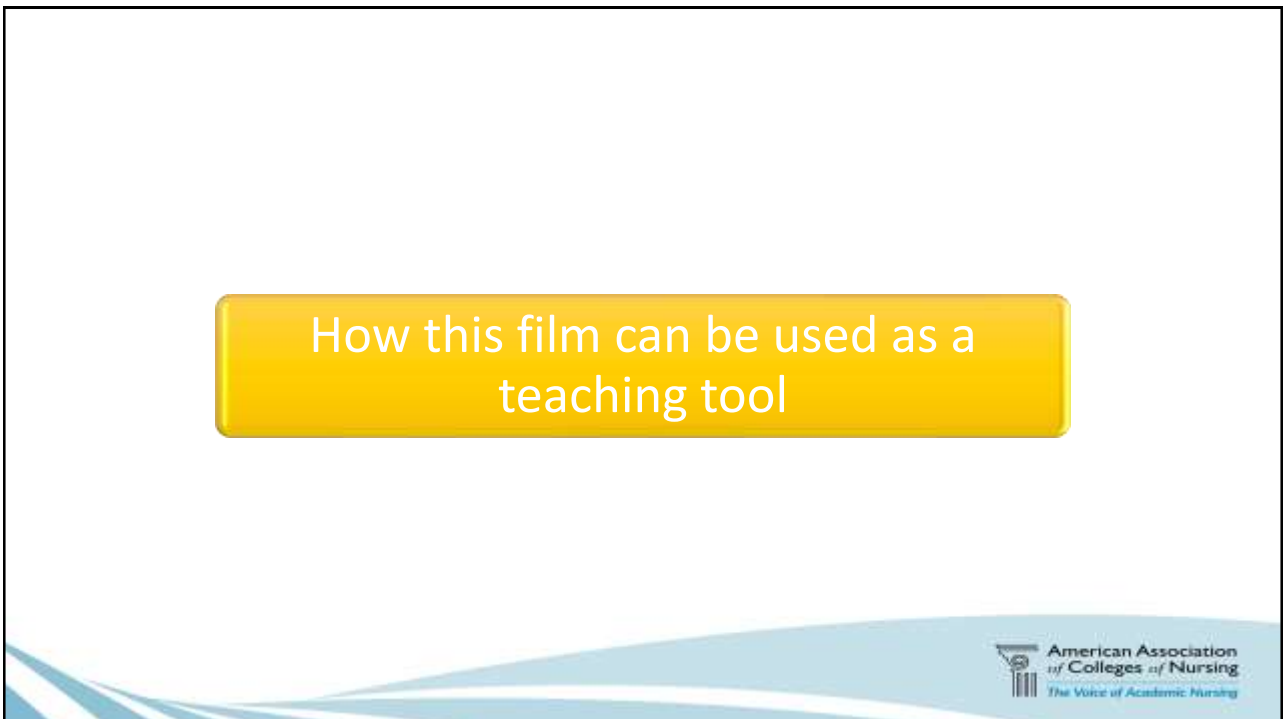 How this film can be used as a
teaching tool
American Association
of Colleges of Nursing
The Voice of Academic Nursing